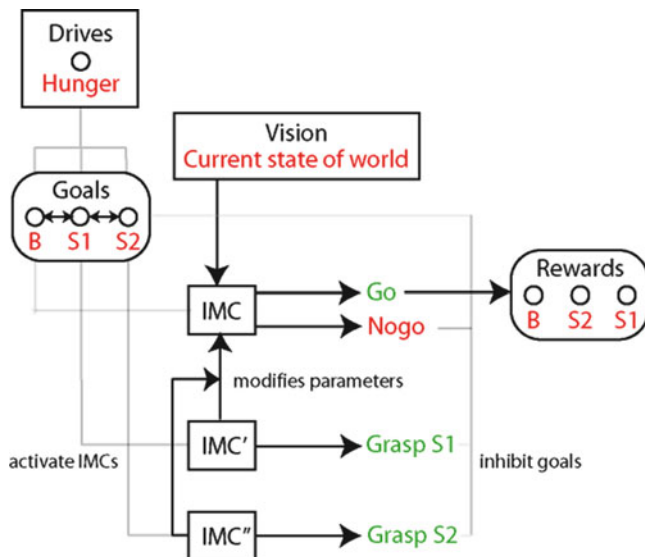 Drives
Hunger
Vision
Current state of world
Goals
B S1 S2
Rewards
B S2 S1
IMC
Go
Nogo
modifies parameters
IMC'
Grasp S1
activate IMCs
inhibit goals
IMC"
Grasp S2